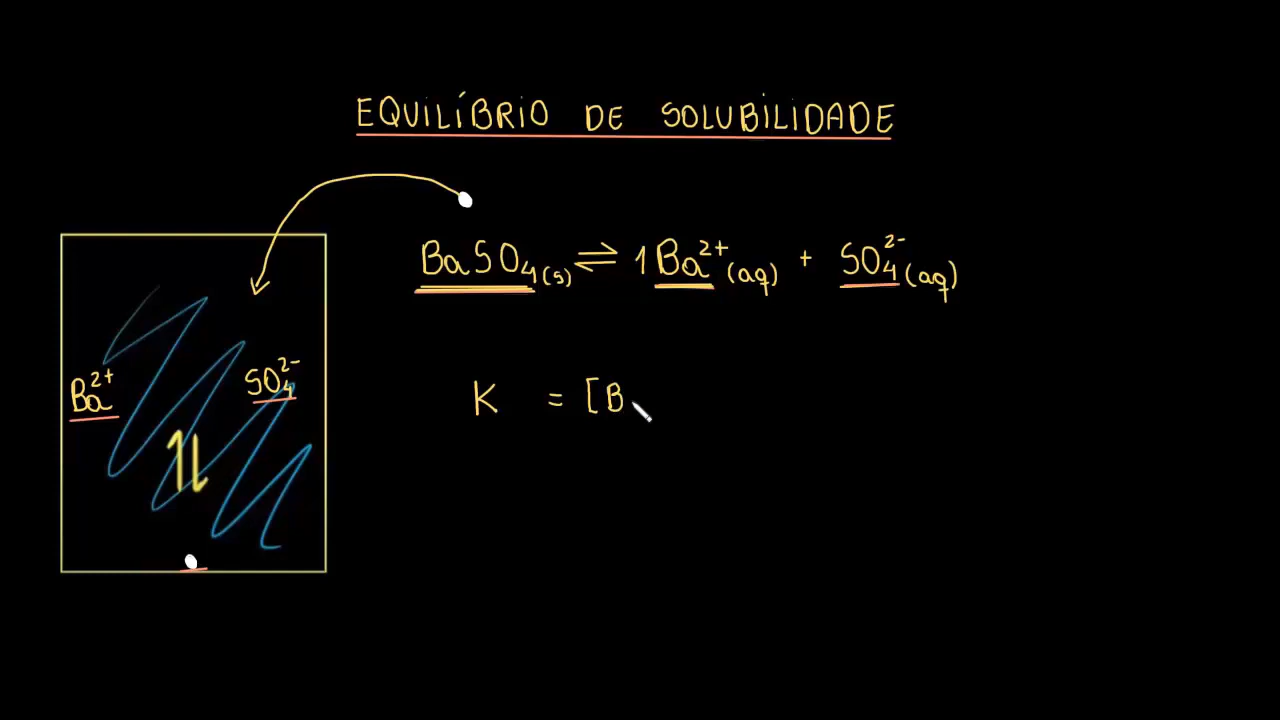 EQUILÍBRIO DE SOLUBILIDADE
BaSO₄(s) ⇌ 1Ba²⁺(aq) + SO₄²⁻(aq)
Ba²⁺ SO₄²⁻
⇌
K = [B